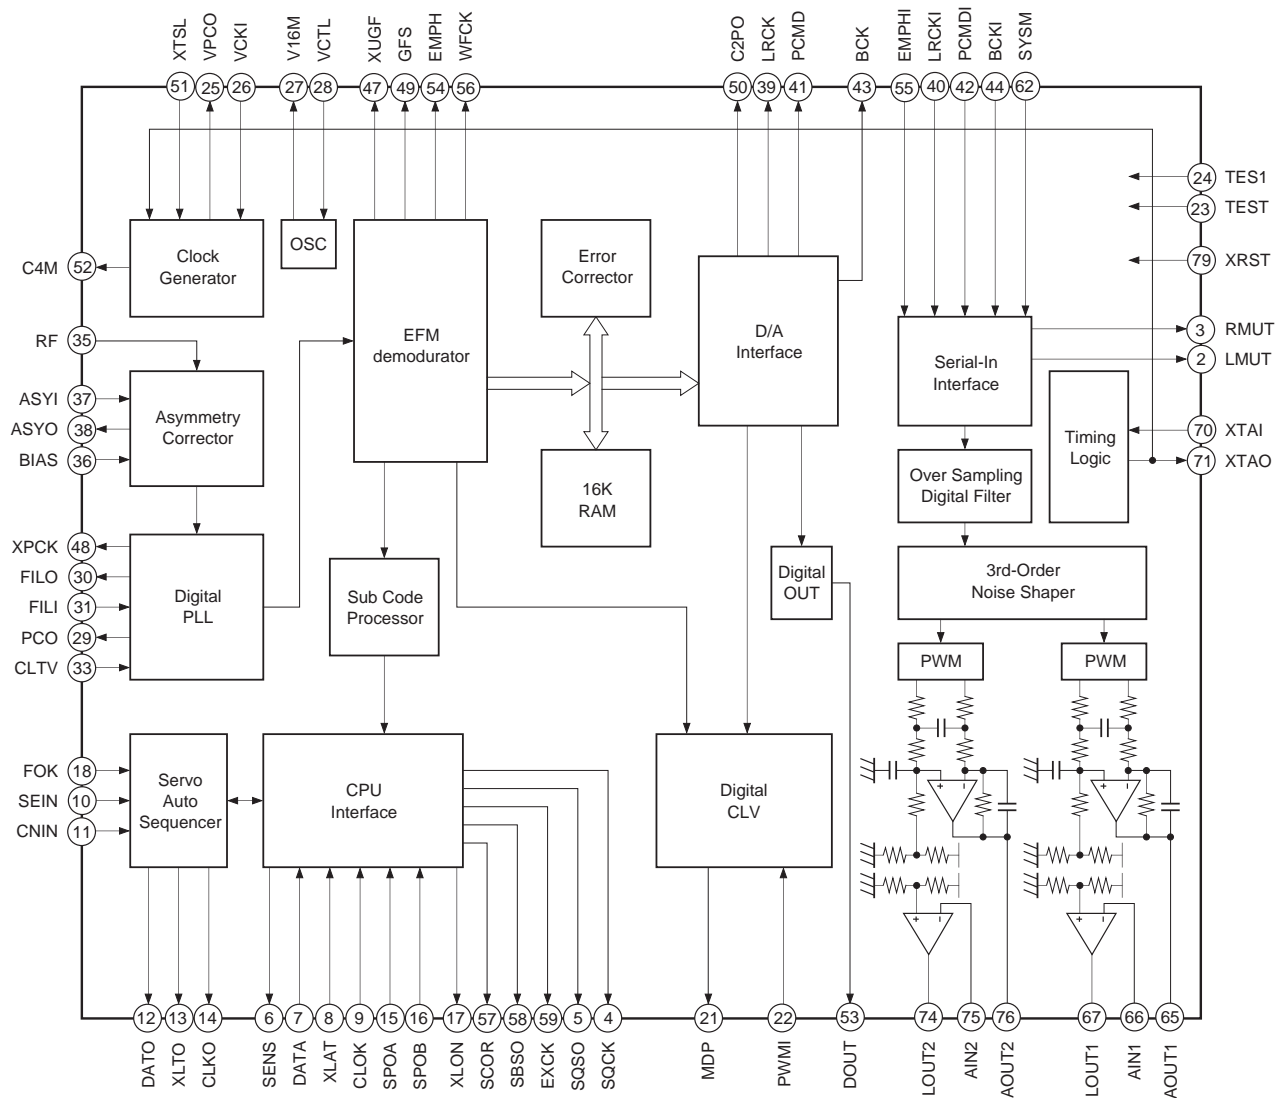 XTSL
VPCO
VCKI
V16M
VCTL
XUGF
GFS
EMPH
WFCK
C2PO
LRCK
PCMD
BCK
EMPHI
LRCKI
PCMDI
BCKI
SYSM
51
25
26
27
28
47
49
54
56
50
39
41
43
55
40
42
44
62
24 TES1
23 TEST
79 XRST
3 RMUT
2 LMUT
70 XTAI
71 XTAO
C4M 52
RF 35
ASYI 37
ASYO 38
BIAS 36
XPCK 48
FILO 30
FILI 31
PCO 29
CLTV 33
FOK 18
SEIN 10
CNIN 11
Clock
Generator
OSC
EFM
demodurator
Error
Corrector
D/A
Interface
Serial-In
Interface
Asymmetry
Corrector
Timing
Logic
16K
RAM
Over Sampling
Digital Filter
Digital
PLL
Sub Code
Processor
Digital
OUT
3rd-Order
Noise Shaper
PWM
PWM
Servo
Auto
Sequencer
CPU
Interface
Digital
CLV
+ −
+ −
+ −
+ −
12
13
14
6
7
8
9
15
16
17
57
58
59
5
4
21
22
53
74
75
76
67
66
65
DATO
XLTO
CLKO
SENS
DATA
XLAT
CLOK
SPOA
SPOB
XLON
SCOR
SBSO
EXCK
SQSO
SQCK
MDP
PWMI
DOUT
LOUT2
AIN2
AOUT2
LOUT1
AIN1
AOUT1